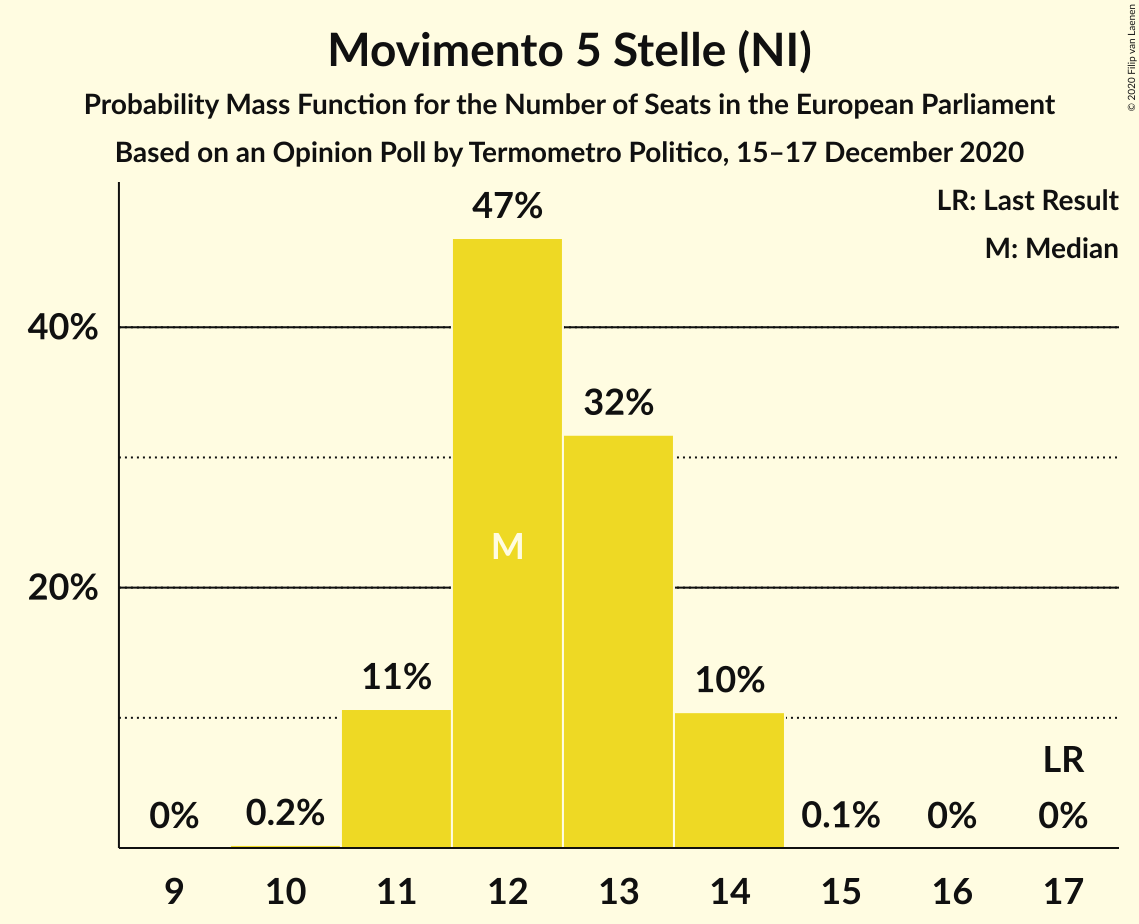 Movimento 5 Stelle (NI)
Probability Mass Function for the Number of Seats in the European Parliament
Based on an Opinion Poll by Termometro Politico, 15–17 December 2020
© 2020 Filip van Laenen
LR: Last Result
M: Median
47%
40%
32%
M
20%
11%
10%
LR
0%
0.2%
0.1%
0%
0%
9
10
11
12
13
14
15
16
17